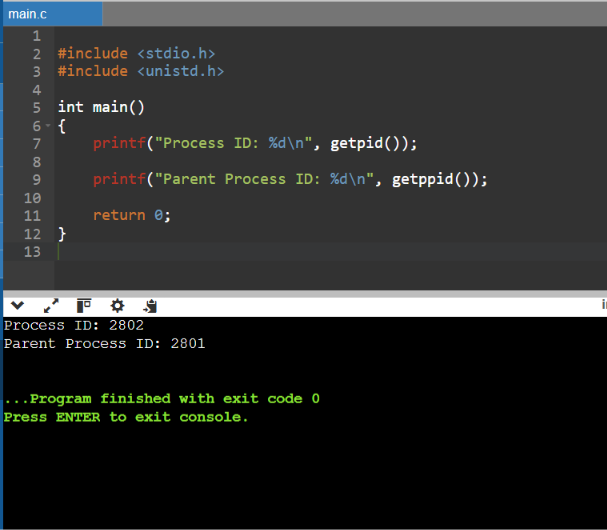 main.c
1
2 #include <stdio.h>
3 #include <unistd.h>
4
5 int main()
6 {
7     printf("Process ID: %d\n", getpid());
8
9     printf("Parent Process ID: %d\n", getppid());
10
11     return 0;
12 }
13
Process ID: 2802
Parent Process ID: 2801
...Program finished with exit code 0
Press ENTER to exit console.